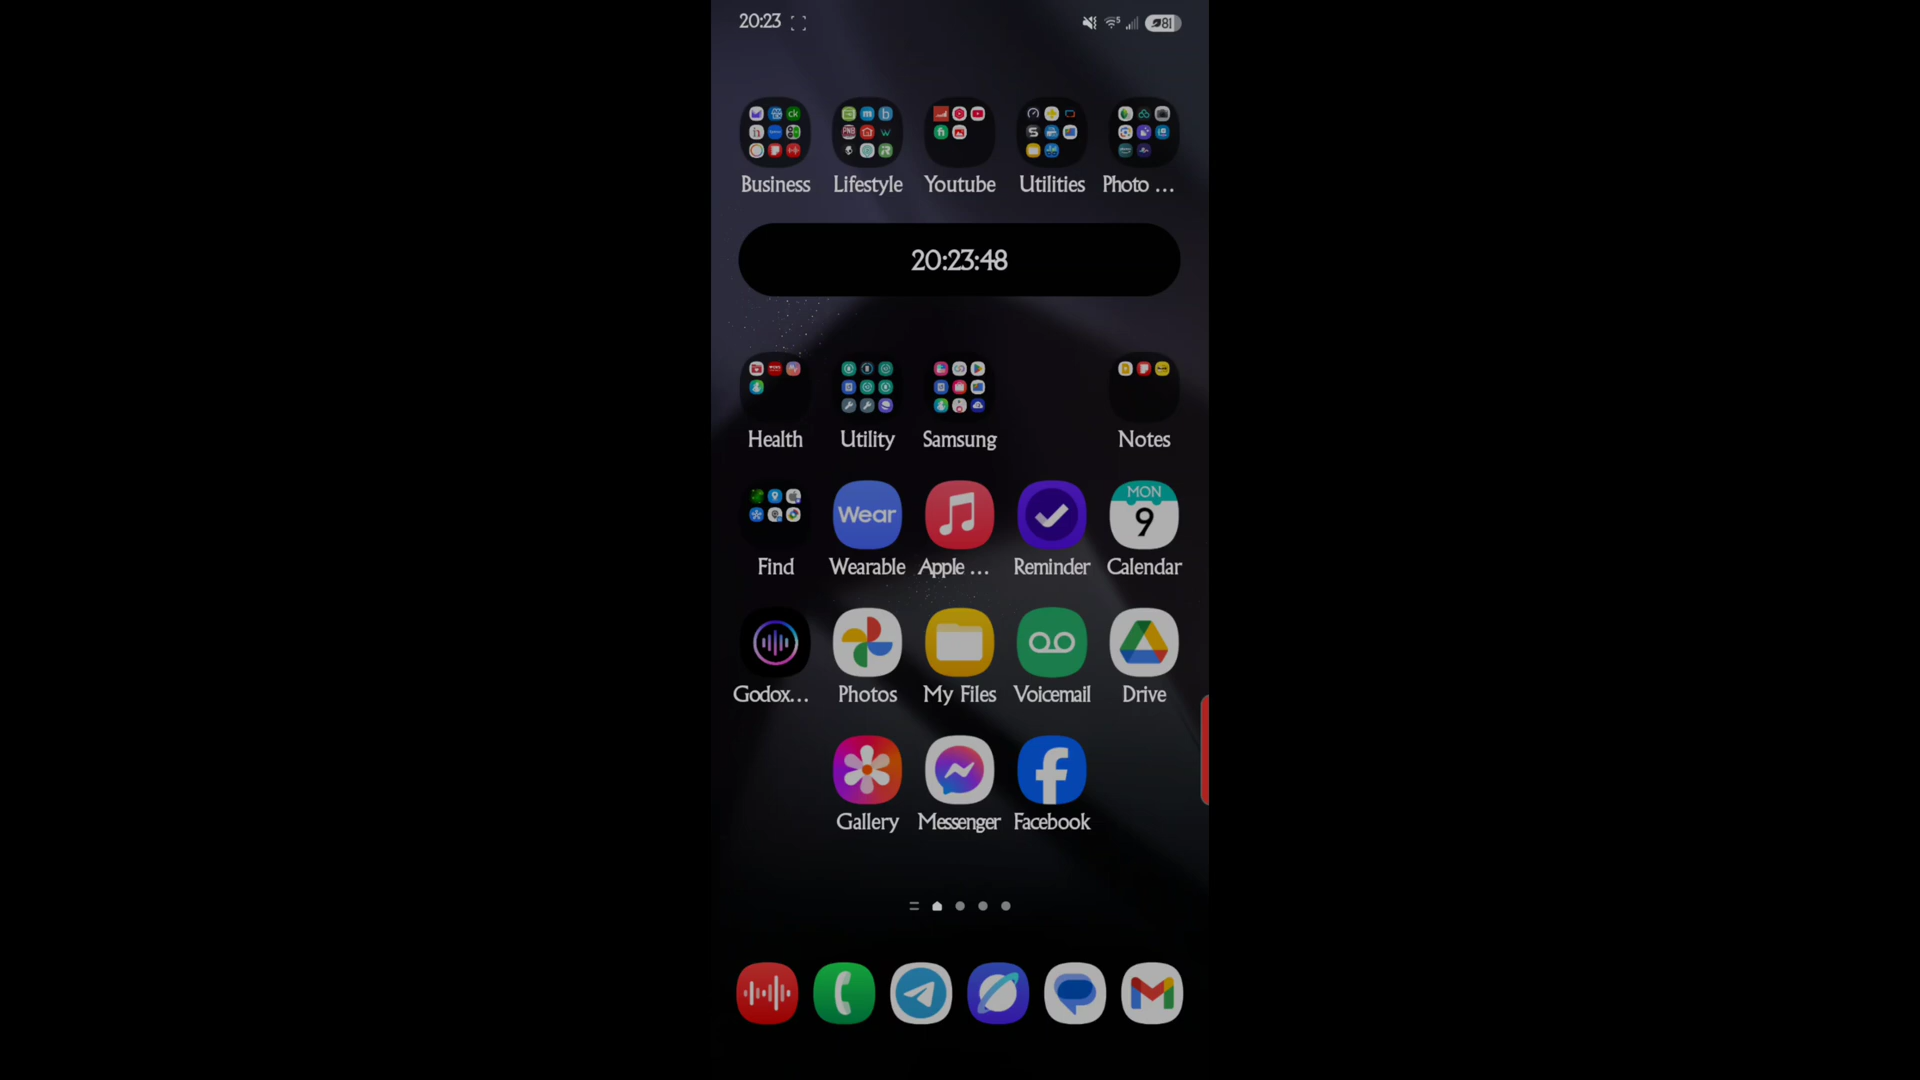 20:23 81
Business Lifestyle Youtube Utilities Photo ...
20:23:48
Health Utility Samsung Notes
Wear MON 9
Find Wearable Apple ... Reminder Calendar
Godox... Photos My Files Voicemail Drive
Gallery Messenger Facebook